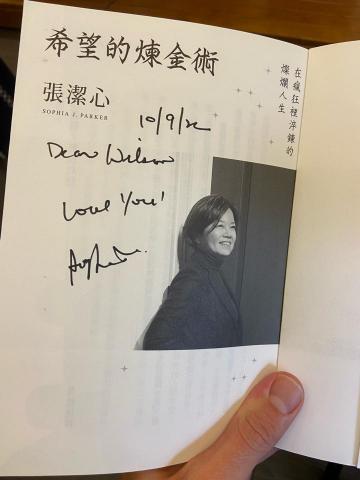 希望的煉金術
在瘋狂裡淬鍊的
燦爛人生
張潔心
SOPHIA J. PARKER
10/9/22
Dear Wilson
Love You!
Sophia